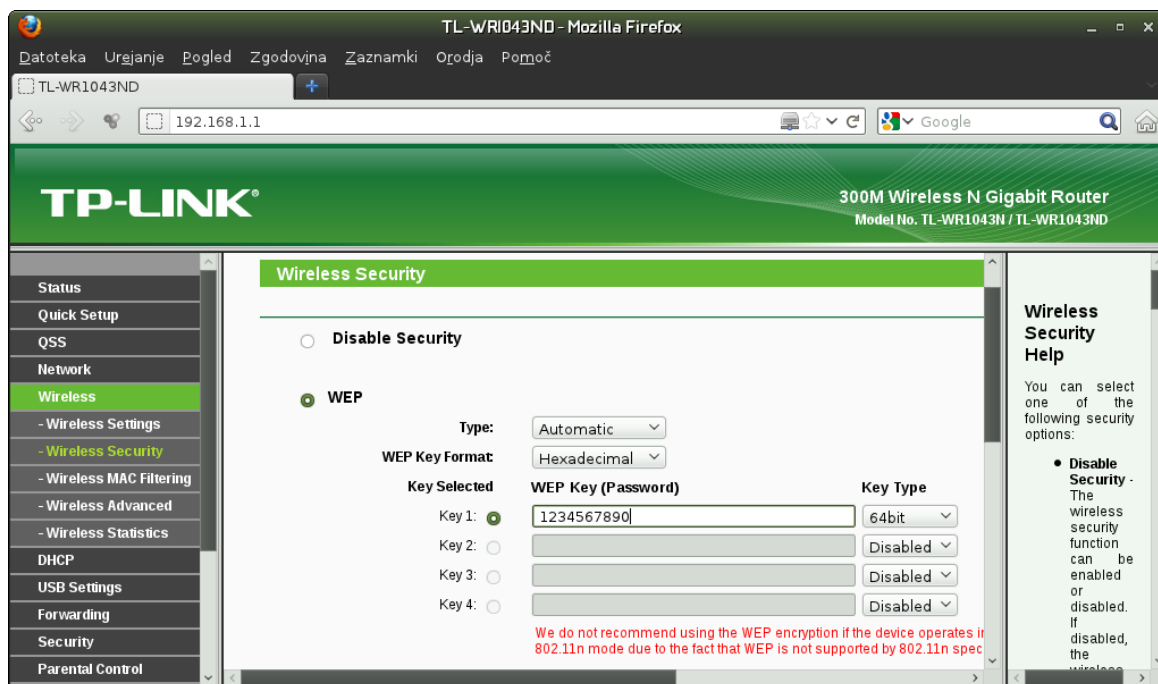 TL-WR1043ND - Mozilla Firefox
Datoteka Urejanje Pogled Zgodovina Zaznamki Orodja Pomoč
TL-WR1043ND
192.168.1.1
Google
TP-LINK®
300M Wireless N Gigabit Router
Model No. TL-WR1043N / TL-WR1043ND
Status
Quick Setup
QSS
Network
Wireless
- Wireless Settings
- Wireless Security
- Wireless MAC Filtering
- Wireless Advanced
- Wireless Statistics
DHCP
USB Settings
Forwarding
Security
Parental Control
Wireless Security
Disable Security
WEP
Type: Automatic
WEP Key Format: Hexadecimal
Key Selected WEP Key (Password) Key Type
Key 1: 1234567890 64bit
Key 2: Disabled
Key 3: Disabled
Key 4: Disabled
We do not recommend using the WEP encryption if the device operates i
802.11n mode due to the fact that WEP is not supported by 802.11n spec
Wireless
Security
Help
You can select
one of the
following security
options:
● Disable
Security -
The
wireless
security
function
can be
enabled
or
disabled.
If
disabled,
the
wireless